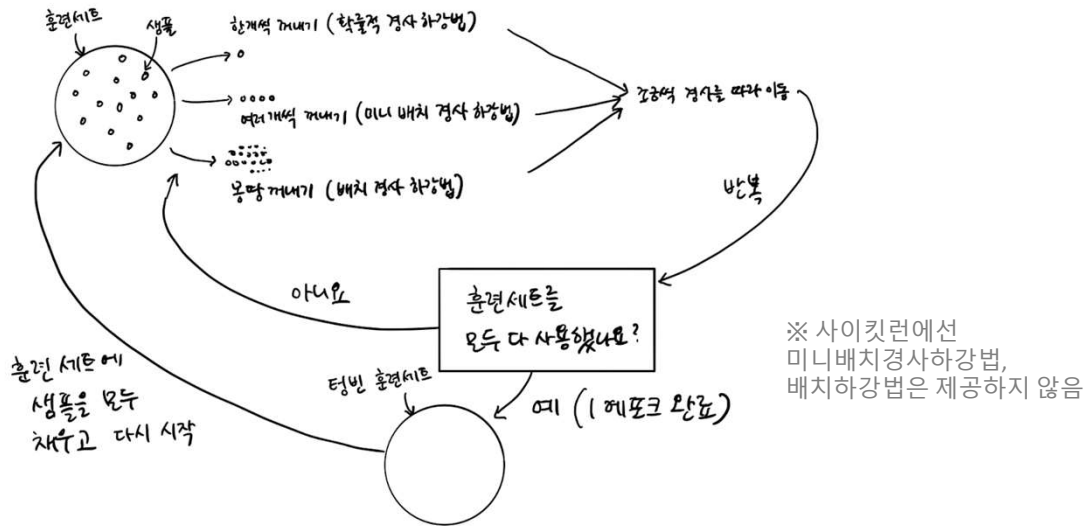 훈련세트
샘플
한개씩 꺼내기 (확률적 경사 하강법)
여러개씩 꺼내기 (미니 배치 경사 하강법)
몽땅 꺼내기 (배치 경사 하강법)
조금씩 경사를 따라 이동
반복
훈련세트를
모두 다 사용했나요?
아니요
예 (1 에포크 완료)
텅빈 훈련세트
훈련 세트에
샘플을 모두
채우고 다시 시작
※ 사이킷런에선
미니배치경사하강법,
배치하강법은 제공하지 않음